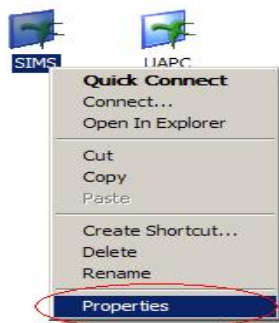 SIMS UAPC
Quick Connect
Connect...
Open In Explorer
Cut
Copy
Paste
Create Shortcut...
Delete
Rename
Properties